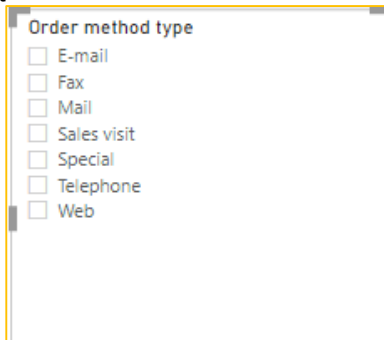 Order method type
E-mail
Fax
Mail
Sales visit
Special
Telephone
Web